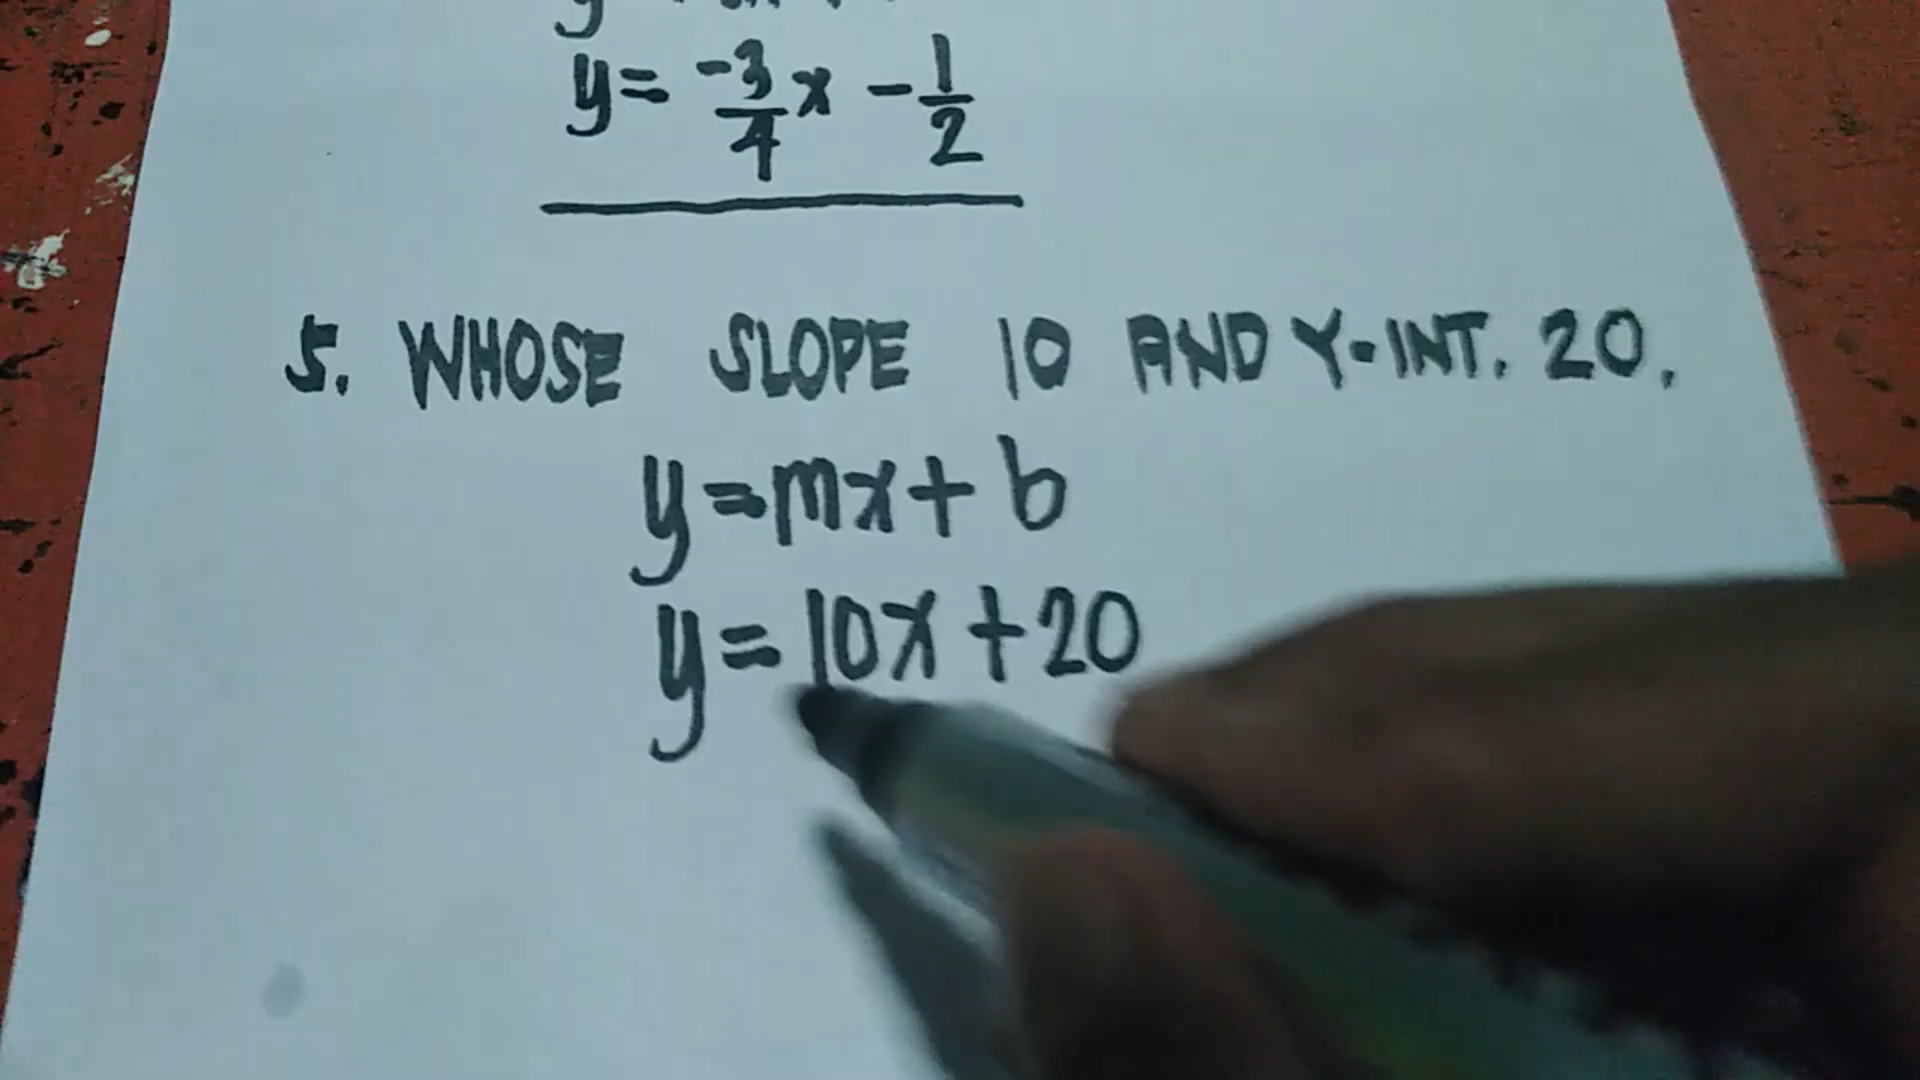 y= -3/4 x - 1/2
5. WHOSE SLOPE 10 AND Y-INT. 20.
y=mx+b
y=10x+20